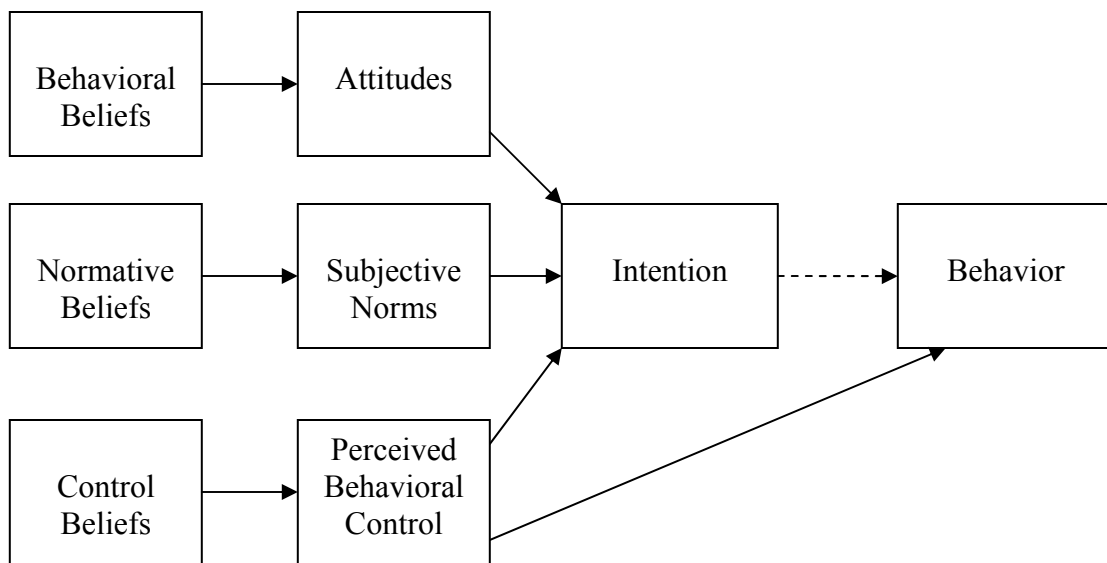 Behavioral
Beliefs
Attitudes
Normative
Beliefs
Subjective
Norms
Intention
Behavior
Control
Beliefs
Perceived
Behavioral
Control